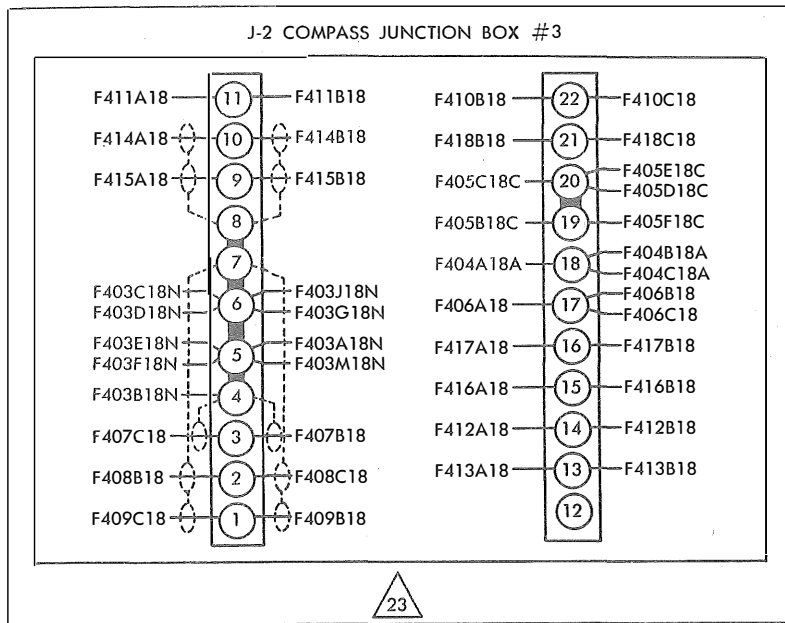 J-2 COMPASS JUNCTION BOX #3
F411A18 11 F411B18
F414A18 10 F414B18
F415A18 9 F415B18
8
7
F403C18N F403J18N
6
F403D18N F403G18N
F403E18N F403A18N
5
F403F18N F403M18N
F403B18N 4
F407C18 3 F407B18
F408B18 2 F408C18
F409C18 1 F409B18
F410B18 22 F410C18
F418B18 21 F418C18
F405E18C
F405C18C 20
F405D18C
F405B18C 19 F405F18C
F404B18A
F404A18A 18
F404C18A
F406B18
F406A18 17
F406C18
F417A18 16 F417B18
F416A18 15 F416B18
F412A18 14 F412B18
F413A18 13 F413B18
12
23